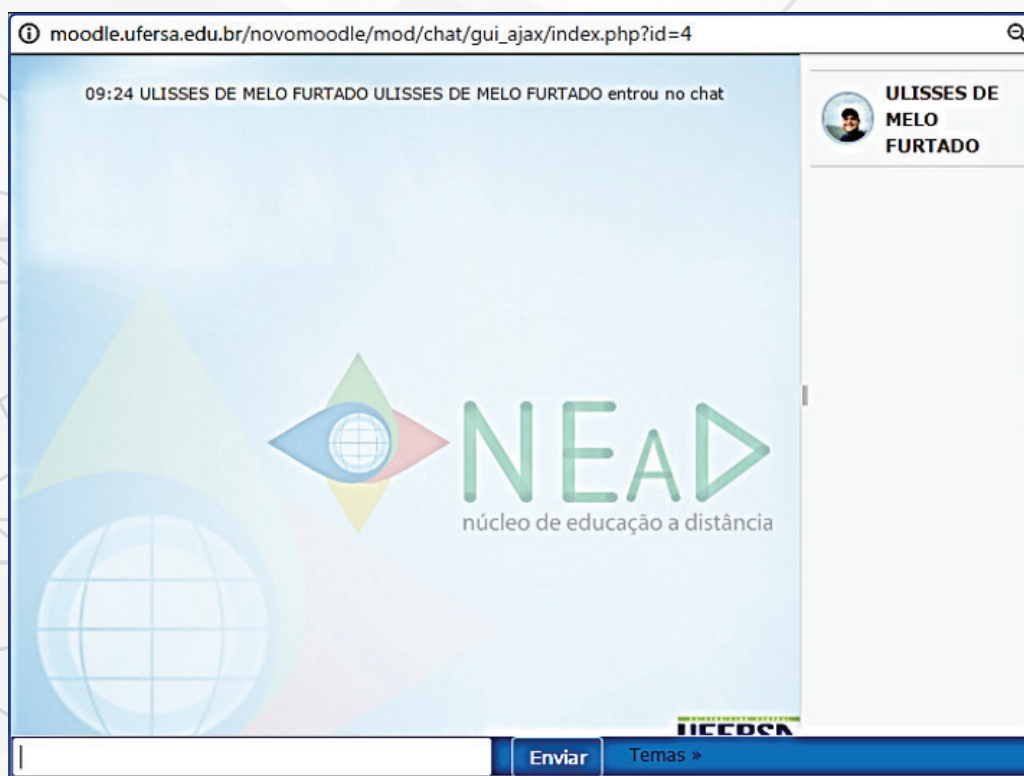 moodle.ufersa.edu.br/novomoodle/mod/chat/gui_ajax/index.php?id=4
09:24 ULISSES DE MELO FURTADO ULISSES DE MELO FURTADO entrou no chat
ULISSES DE
MELO
FURTADO
NEAD
núcleo de educação a distância
UFERSA
Enviar
Temas »